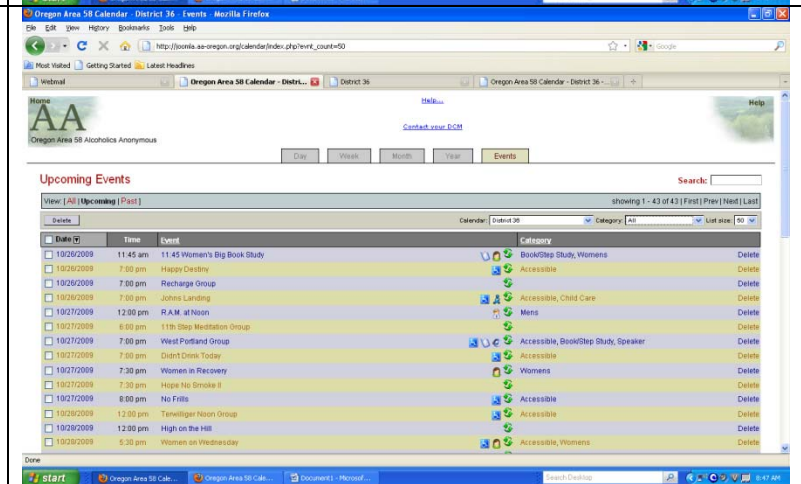 Oregon Area 58 Calendar - District 36 - Events - Mozilla Firefox
File Edit View History Bookmarks Tools Help
http://joomla.aa-oregon.org/calendar/index.php?evnt_count=50
Google
Most Visited Getting Started Latest Headlines
Webmail Oregon Area 58 Calendar - Distri... District 36 Oregon Area 58 Calendar - District 36 -...
Home Help... Help
AA
Contact your DCM
Oregon Area 58 Alcoholics Anonymous
Day Week Month Year Events
Upcoming Events Search:
View: [ All | Upcoming | Past ] showing 1 - 43 of 43 | First | Prev | Next | Last
Delete Calendar: District 36 Category: All List size: 50
Date Time Event Category
10/26/2009 11:45 am 11:45 Women's Big Book Study Book/Step Study, Womens Delete
10/26/2009 7:00 pm Happy Destiny Accessible Delete
10/26/2009 7:00 pm Recharge Group Delete
10/26/2009 7:00 pm Johns Landing Accessible, Child Care Delete
10/27/2009 12:00 pm R.A.M. at Noon Mens Delete
10/27/2009 6:00 pm 11th Step Meditation Group Delete
10/27/2009 7:00 pm West Portland Group Accessible, Book/Step Study, Speaker Delete
10/27/2009 7:00 pm Didn't Drink Today Accessible Delete
10/27/2009 7:30 pm Women in Recovery Womens Delete
10/27/2009 7:30 pm Hope No Smoke II Delete
10/27/2009 8:00 pm No Frills Accessible Delete
10/28/2009 12:00 pm Terwilliger Noon Group Accessible Delete
10/28/2009 12:00 pm High on the Hill Delete
10/28/2009 5:30 pm Women on Wednesday Accessible, Womens Delete
Done
start Oregon Area 58 Cale... Oregon Area 58 Cale... Document1 - Microsof... Search Desktop 8:47 AM